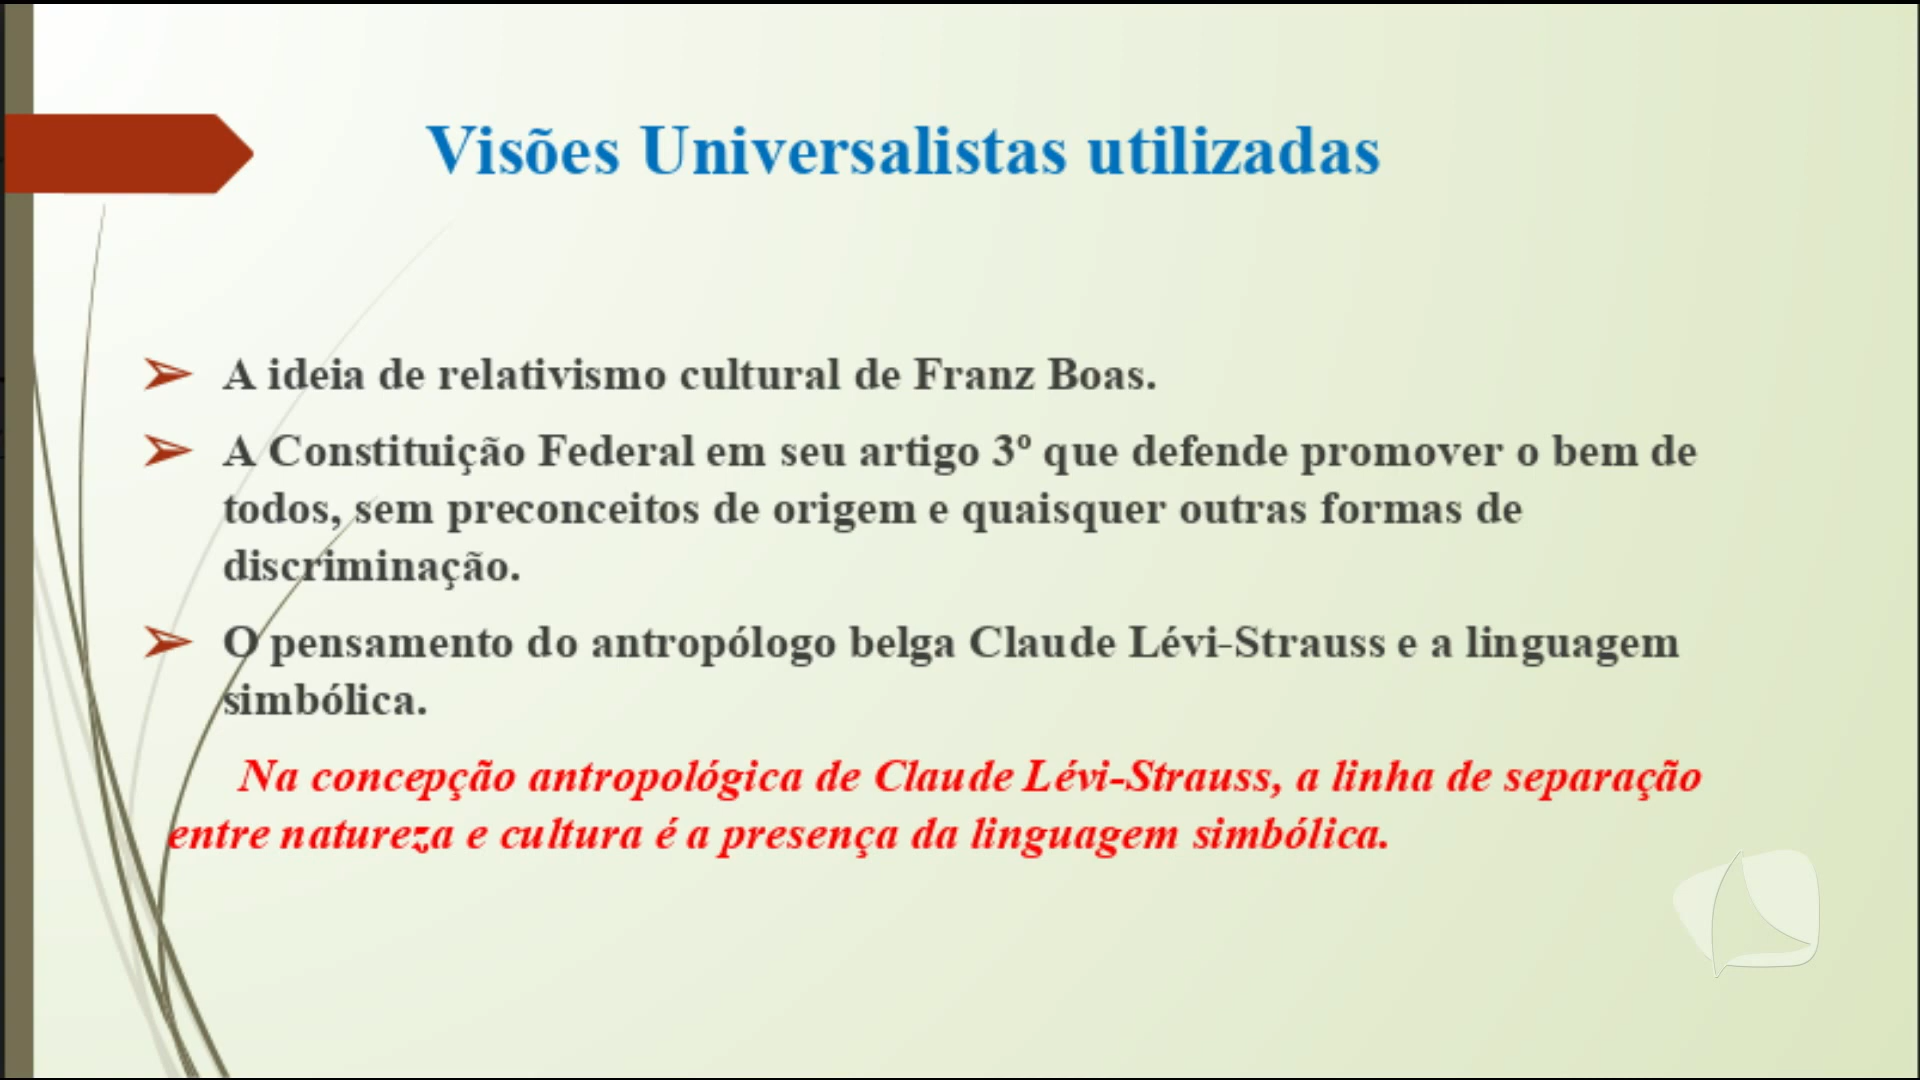 Visões Universalistas utilizadas
A ideia de relativismo cultural de Franz Boas.
A Constituição Federal em seu artigo 3º que defende promover o bem de
todos, sem preconceitos de origem e quaisquer outras formas de
discriminação.
O pensamento do antropólogo belga Claude Lévi-Strauss e a linguagem
simbólica.
Na concepção antropológica de Claude Lévi-Strauss, a linha de separação
entre natureza e cultura é a presença da linguagem simbólica.